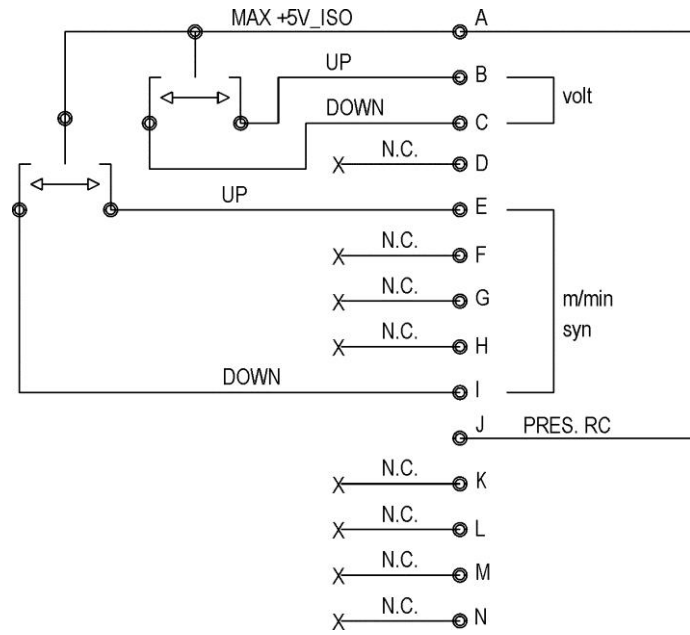 MAX +5V_ISO A
UP B
volt
DOWN C
N.C. D
UP E
N.C. F
N.C. G
m/min
syn
N.C. H
DOWN I
J PRES. RC
N.C. K
N.C. L
N.C. M
N.C. N